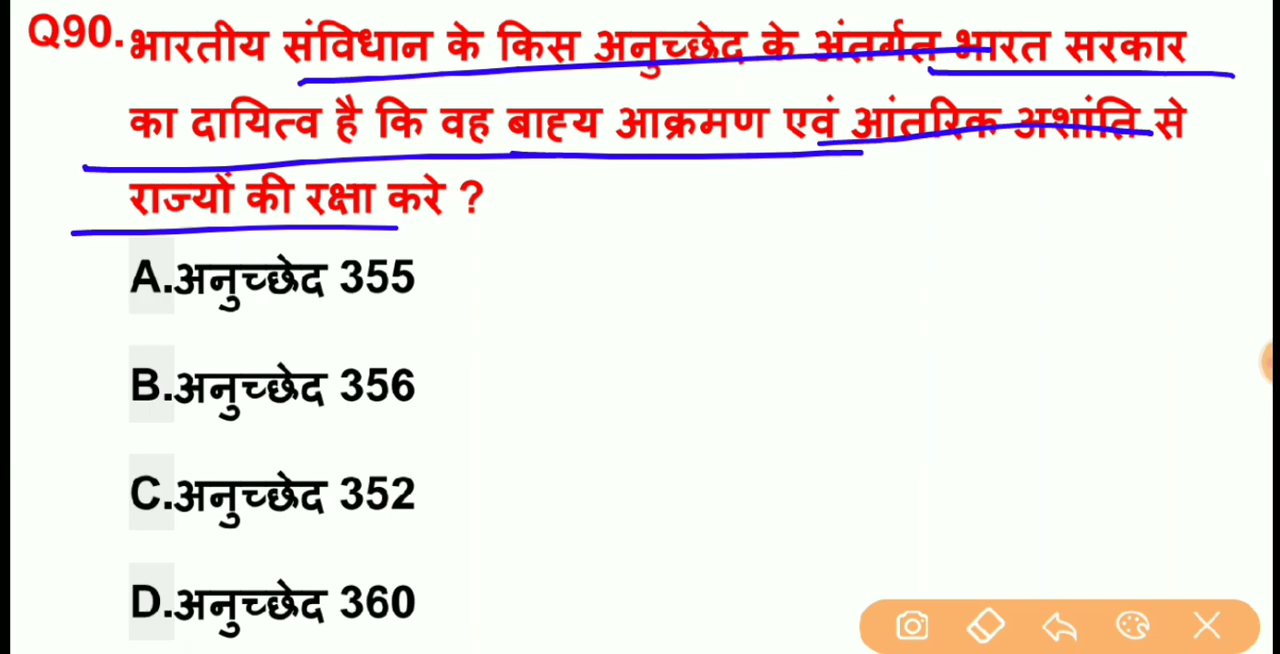 Q90. भारतीय संविधान के किस अनुच्छेद के अंतर्गत भारत सरकार
का दायित्व है कि वह बाह्य आक्रमण एवं आंतरिक अशांति से
राज्यों की रक्षा करे ?
A.अनुच्छेद 355
B.अनुच्छेद 356
C.अनुच्छेद 352
D.अनुच्छेद 360